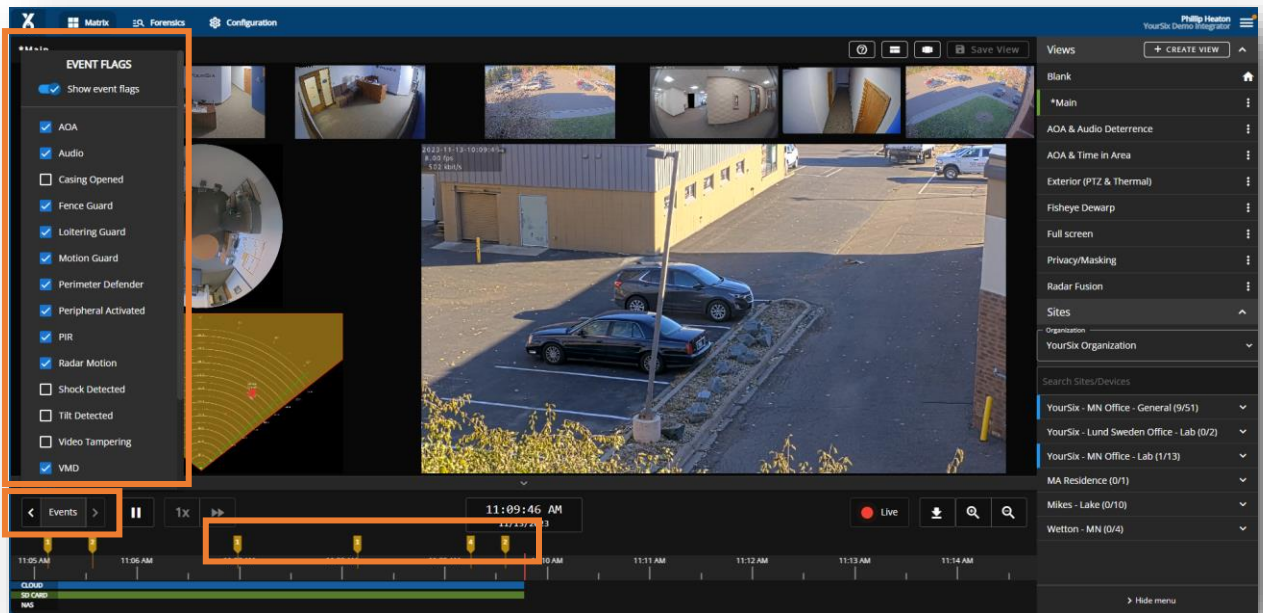 Matrix
Forensics
Configuration
Phillip Heaton
YourSix Demo Integrator
*Main
Save View
EVENT FLAGS
Show event flags
AOA
Audio
Casing Opened
Fence Guard
Loitering Guard
Motion Guard
Perimeter Defender
Peripheral Activated
PIR
Radar Motion
Shock Detected
Tilt Detected
Video Tampering
VMD
8.00 fps
502 kbit/s
Views
+ CREATE VIEW
Blank
*Main
AOA & Audio Deterrence
AOA & Time in Area
Exterior (PTZ & Thermal)
Fisheye Dewarp
Full screen
Privacy/Masking
Radar Fusion
Sites
Organization
YourSix Organization
Search Sites/Devices
YourSix - MN Office - General (9/51)
YourSix - Lund Sweden Office - Lab (0/2)
YourSix - MN Office - Lab (1/13)
MA Residence (0/1)
Mikes - Lake (0/10)
Wetton - MN (0/4)
Hide menu
Events
1x
11:09:46 AM
Live
11:05 AM
11:06 AM
11:11 AM
11:12 AM
11:13 AM
11:14 AM
CLOUD
SD CARD
NAS